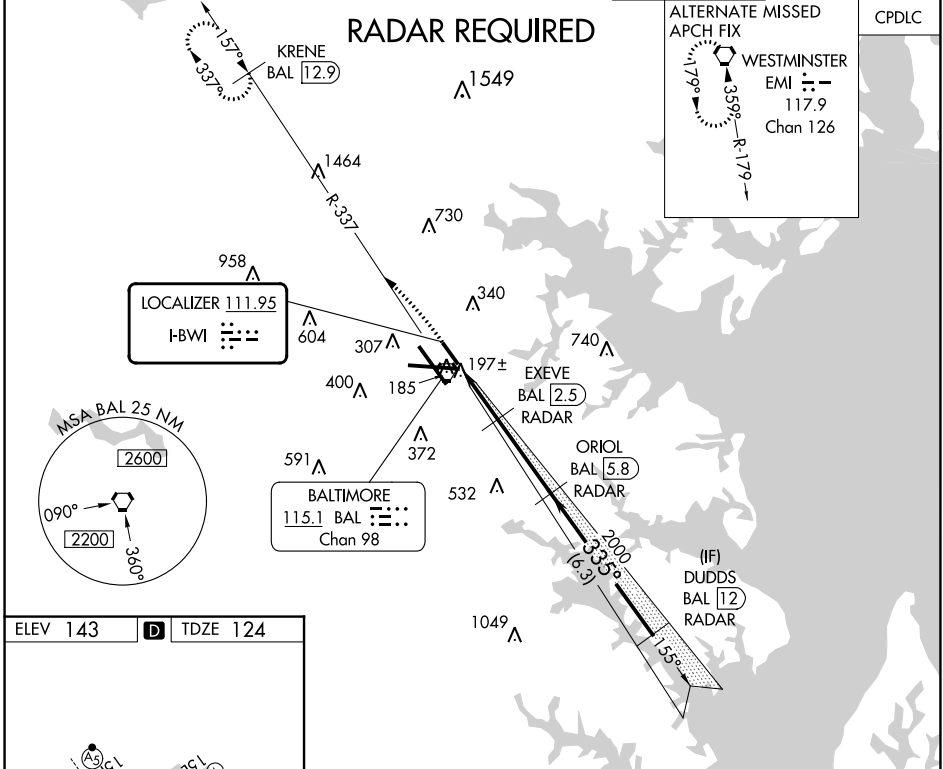 RADAR REQUIRED
ALTERNATE MISSED
APCH FIX
CPDLC
WESTMINSTER
EMI
117.9
Chan 126
179°
359°
R-179
157°
337°
KRENE
BAL 12.9
1549
1464
R-337
730
958
LOCALIZER 111.95
I-BWI
604
340
307
740
197±
400
185
EXEVE
BAL 2.5
RADAR
MSA BAL 25 NM
2600
090°
2200
360°
372
591
ORIOL
BAL 5.8
RADAR
532
BALTIMORE
115.1 BAL
Chan 98
2000
335°
(6.3)
(IF)
DUDDS
BAL 12
RADAR
1049
155°
ELEV 143
D
TDZE 124
A5